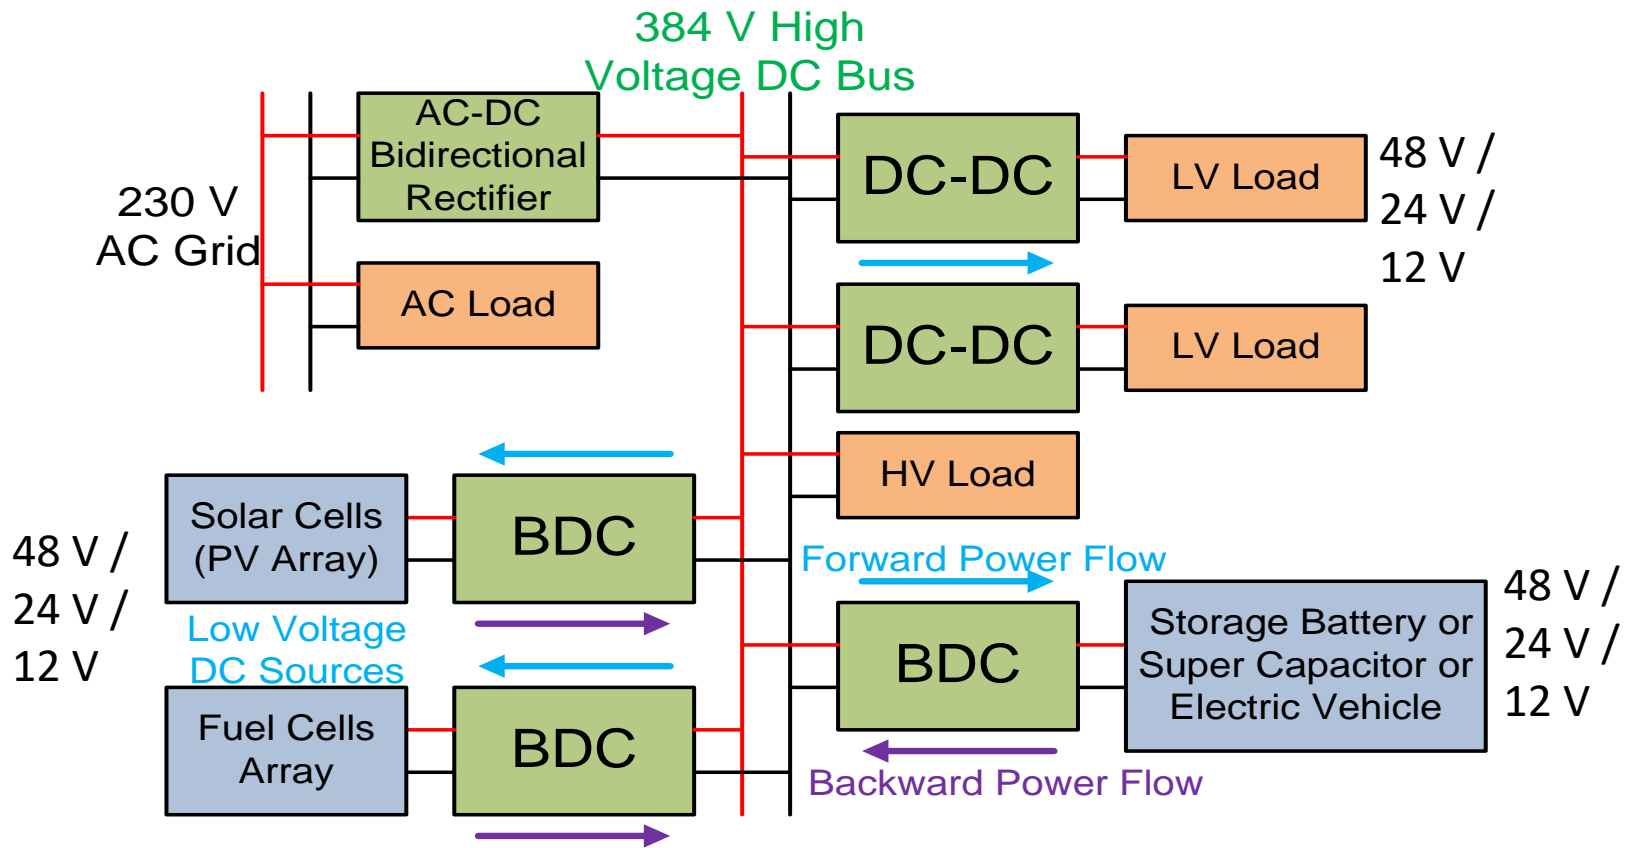 384 V High
Voltage DC Bus
AC-DC
Bidirectional
Rectifier
230 V
AC Grid
AC Load
DC-DC
LV Load
48 V /
24 V /
12 V
DC-DC
LV Load
HV Load
Solar Cells
(PV Array)
BDC
48 V /
24 V /
12 V
Low Voltage
DC Sources
Fuel Cells
Array
BDC
Forward Power Flow
BDC
Storage Battery or
Super Capacitor or
Electric Vehicle
48 V /
24 V /
12 V
Backward Power Flow